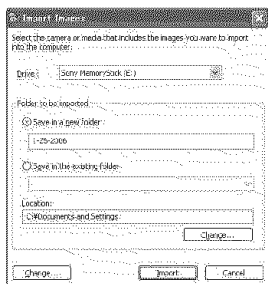 Import Images
Select the camera or media that includes the images you want to import
into the computer:
Drive: Sony MemoryStick (E:)
Folder to be imported
Save in a new folder
1-25-2006
Save in the existing folder
Location:
C:¥Documents and Settings
Change...
Change... Import Cancel